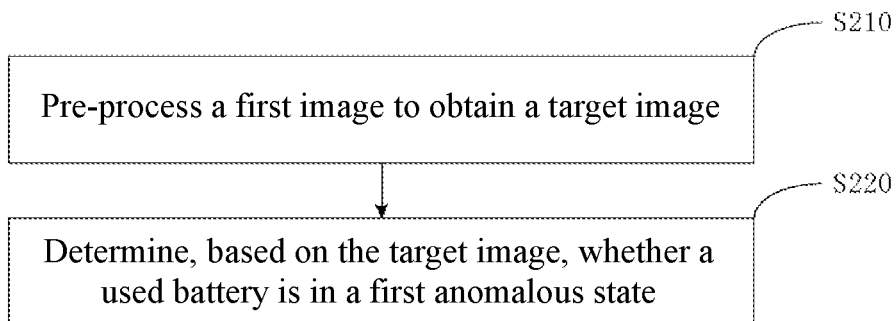 S210
Pre-process a first image to obtain a target image
S220
Determine, based on the target image, whether a
used battery is in a first anomalous state